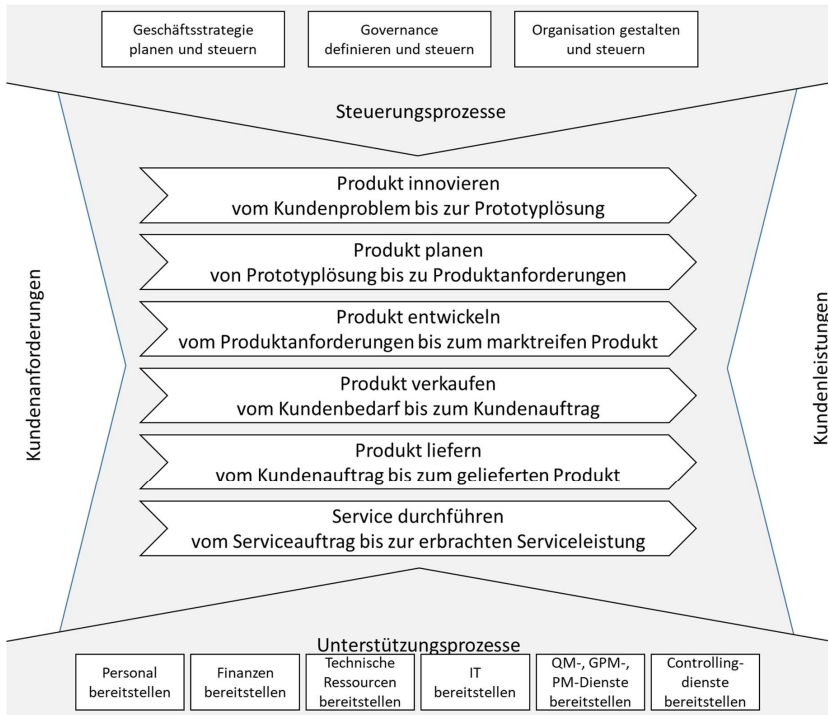 Geschäftsstrategie
planen und steuern
Governance
definieren und steuern
Organisation gestalten
und steuern
Steuerungsprozesse
Kundenanforderungen
Produkt innovieren
vom Kundenproblem bis zur Prototyplösung
Produkt planen
von Prototyplösung bis zu Produktanforderungen
Produkt entwickeln
vom Produktanforderungen bis zum marktreifen Produkt
Produkt verkaufen
vom Kundenbedarf bis zum Kundenauftrag
Produkt liefern
vom Kundenauftrag bis zum gelieferten Produkt
Service durchführen
vom Serviceauftrag bis zur erbrachten Serviceleistung
Kundenleistungen
Unterstützungsprozesse
Personal
bereitstellen
Finanzen
bereitstellen
Technische
Ressourcen
bereitstellen
IT
bereitstellen
QM-, GPM-,
PM-Dienste
bereitstellen
Controlling-
dienste
bereitstellen